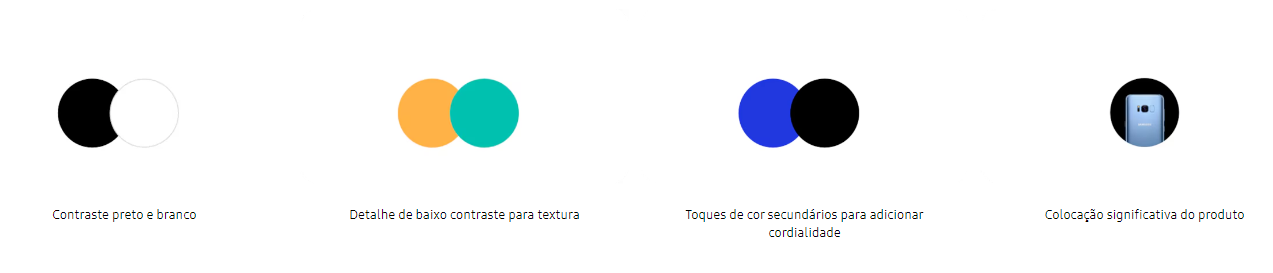 Contraste preto e branco
Detalhe de baixo contraste para textura
Toques de cor secundários para adicionar
cordialidade
Colocação significativa do produto